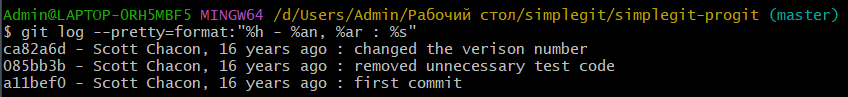 Admin@LAPTOP-ORH5MBF5 MINGW64 /d/Users/Admin/Рабочий стол/simplegit/simplegit-progit (master)
$ git log --pretty=format:"%h - %an, %ar : %s"
ca82a6d - Scott Chacon, 16 years ago : changed the verison number
085bb3b - Scott Chacon, 16 years ago : removed unnecessary test code
a11bef0 - Scott Chacon, 16 years ago : first commit